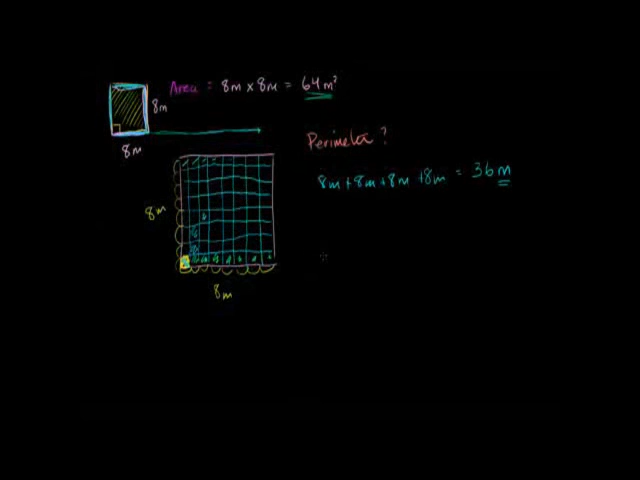 Area = 8m x 8m = 64m²
8m
8m
Perimeter ?
8m + 8m + 8m + 8m = 36m
8m
8m